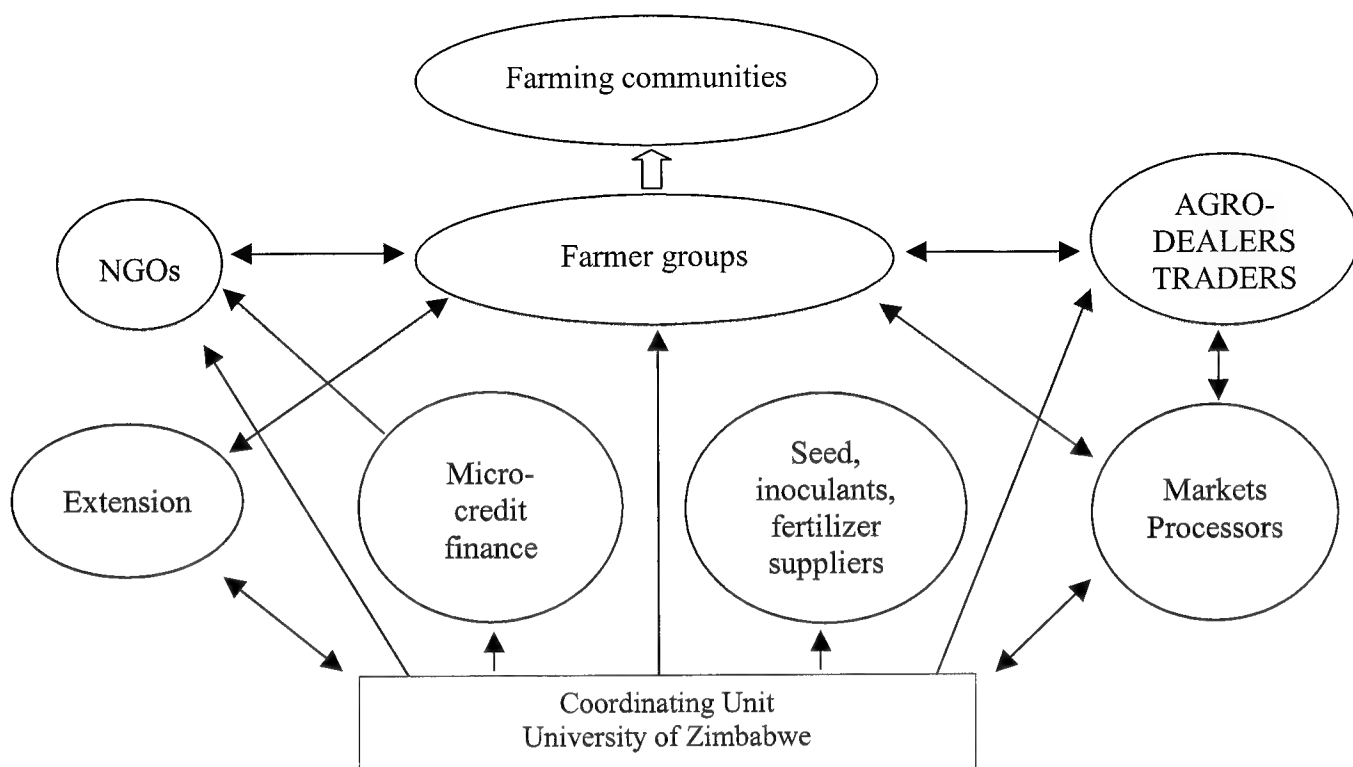 Farming communities
Farmer groups
NGOs
AGRO-
DEALERS
TRADERS
Extension
Micro-
credit
finance
Seed,
inoculants,
fertilizer
suppliers
Markets
Processors
Coordinating Unit
University of Zimbabwe